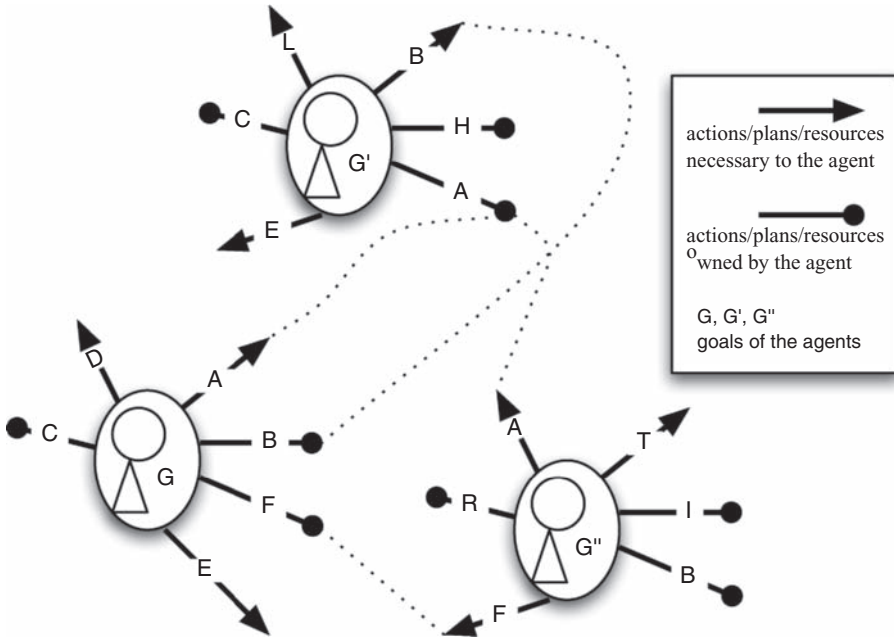 L
B
C
H
G'
A
E
actions/plans/resources
necessary to the agent
actions/plans/resources
owned by the agent
G, G', G"
goals of the agents
D
A
C
B
G
F
E
A
T
R
I
G"
B
F